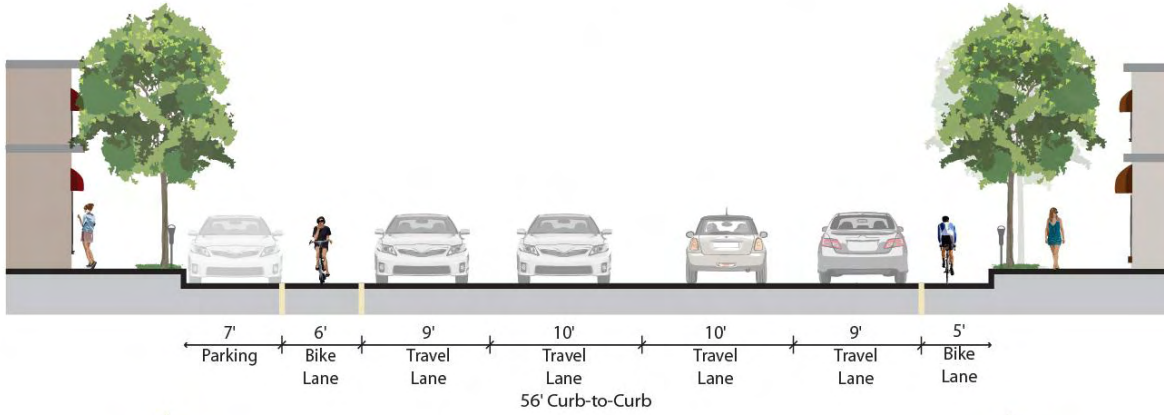 7' 6' 9' 10' 10' 9' 5'
Parking Bike Travel Travel Travel Travel Bike
Lane Lane Lane Lane Lane Lane
56' Curb-to-Curb